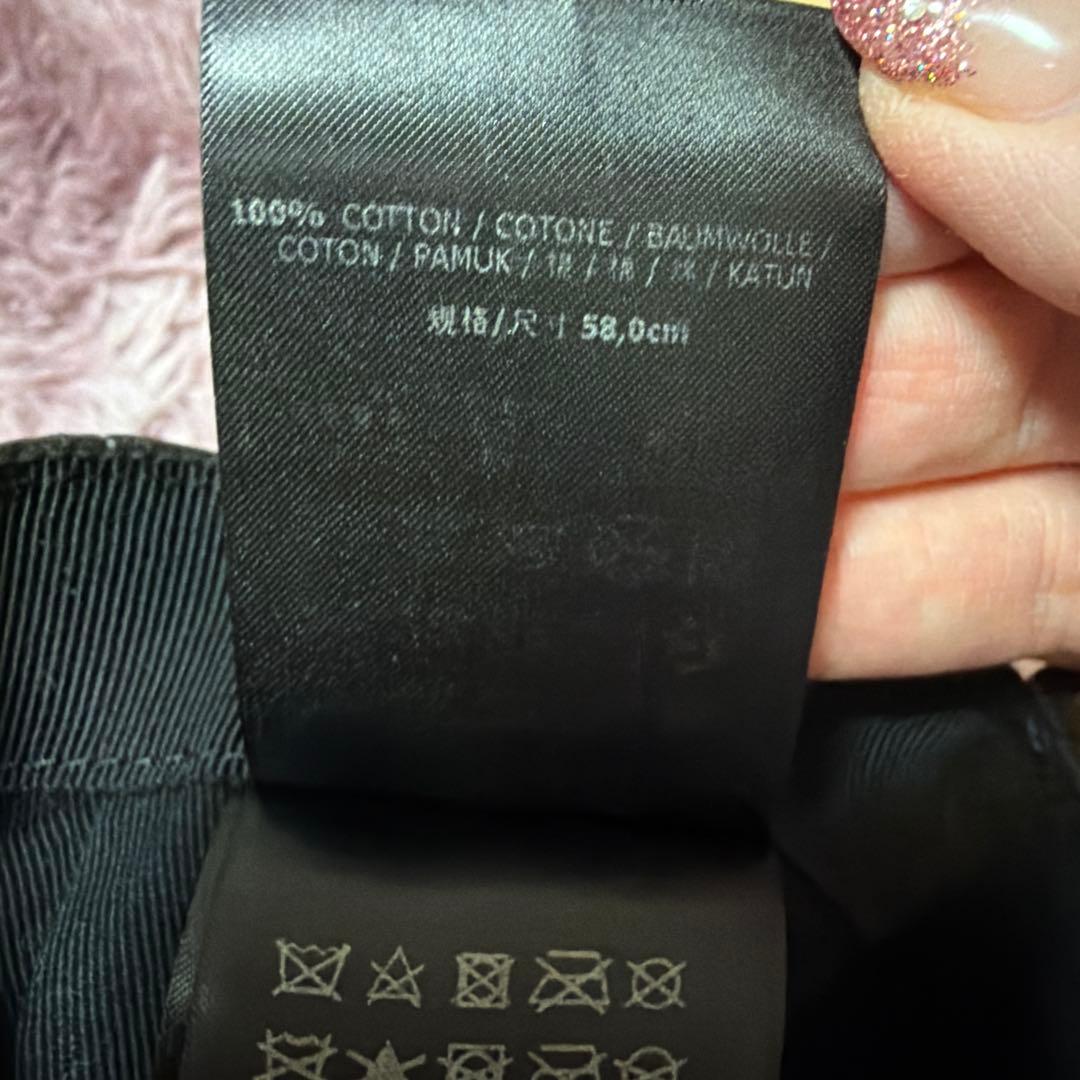 100% COTTON / COTONE / BAUMWOLLE /
COTON / PAMUK / 棉 / 棉 / 綿 / KATUN
规格/尺寸 58,0cm